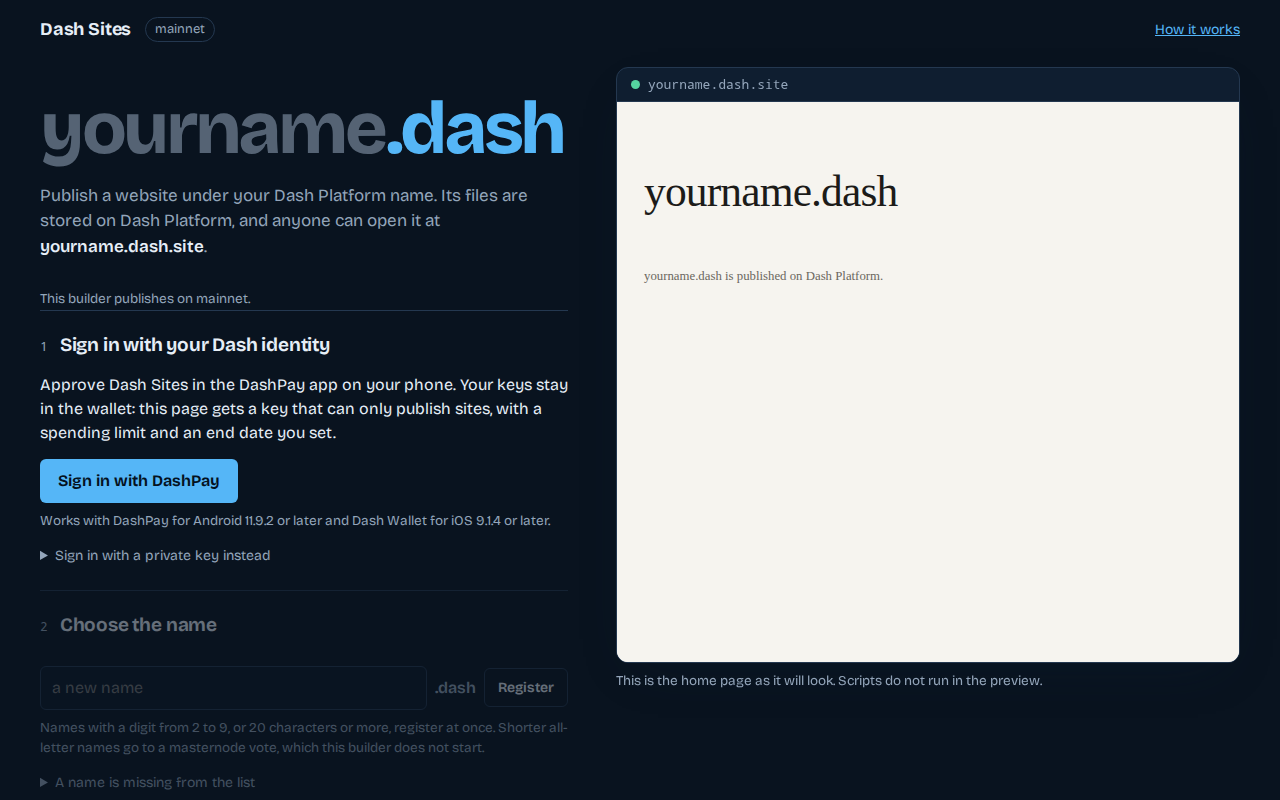 Dash Sites
mainnet
How it works
yourname.dash
Publish a website under your Dash Platform name. Its files are
stored on Dash Platform, and anyone can open it at
yourname.dash.site.
This builder publishes on mainnet.
1 Sign in with your Dash identity
Approve Dash Sites in the DashPay app on your phone. Your keys stay
in the wallet: this page gets a key that can only publish sites, with a
spending limit and an end date you set.
Sign in with DashPay
Works with DashPay for Android 11.9.2 or later and Dash Wallet for iOS 9.1.4 or later.
Sign in with a private key instead
2 Choose the name
a new name .dash Register
Names with a digit from 2 to 9, or 20 characters or more, register at once. Shorter all-
letter names go to a masternode vote, which this builder does not start.
A name is missing from the list
yourname.dash.site
yourname.dash
yourname.dash is published on Dash Platform.
This is the home page as it will look. Scripts do not run in the preview.